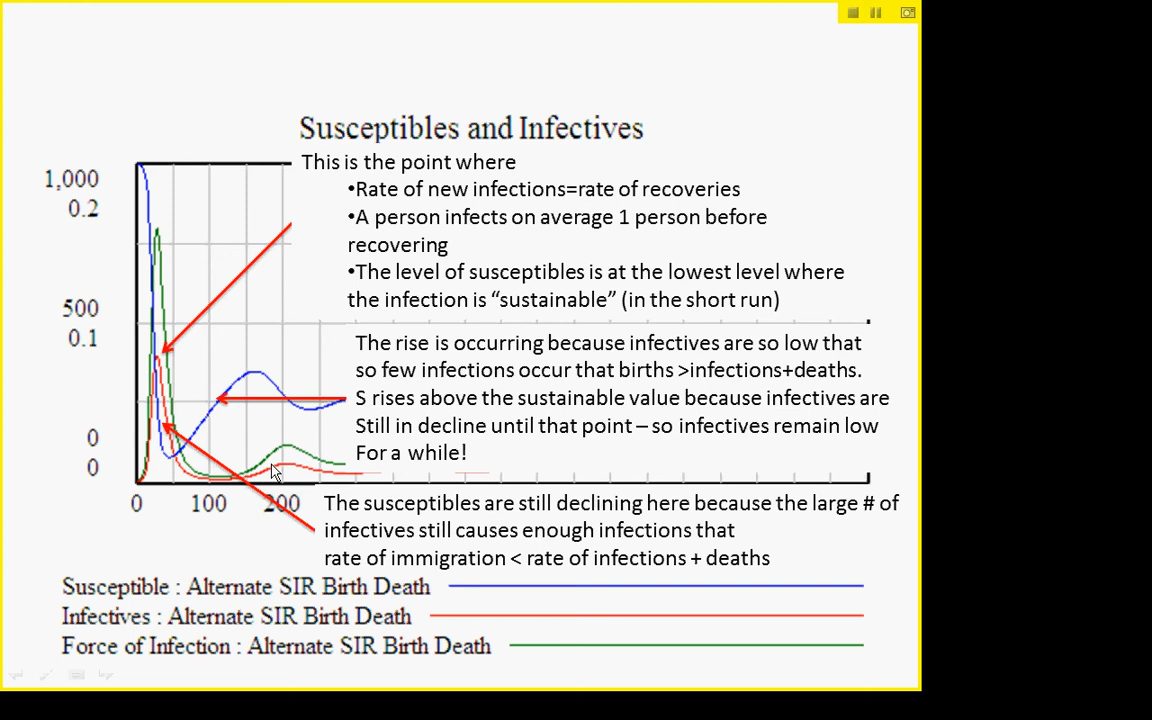 Susceptibles and Infectives
This is the point where
•Rate of new infections=rate of recoveries
•A person infects on average 1 person before
recovering
•The level of susceptibles is at the lowest level where
the infection is “sustainable” (in the short run)
1,000
0.2
500
0.1
0
0
The rise is occurring because infectives are so low that
so few infections occur that births >infections+deaths.
S rises above the sustainable value because infectives are
Still in decline until that point – so infectives remain low
For a while!
0 100 200
The susceptibles are still declining here because the large # of
infectives still causes enough infections that
rate of immigration < rate of infections + deaths
Susceptible : Alternate SIR Birth Death
Infectives : Alternate SIR Birth Death
Force of Infection : Alternate SIR Birth Death